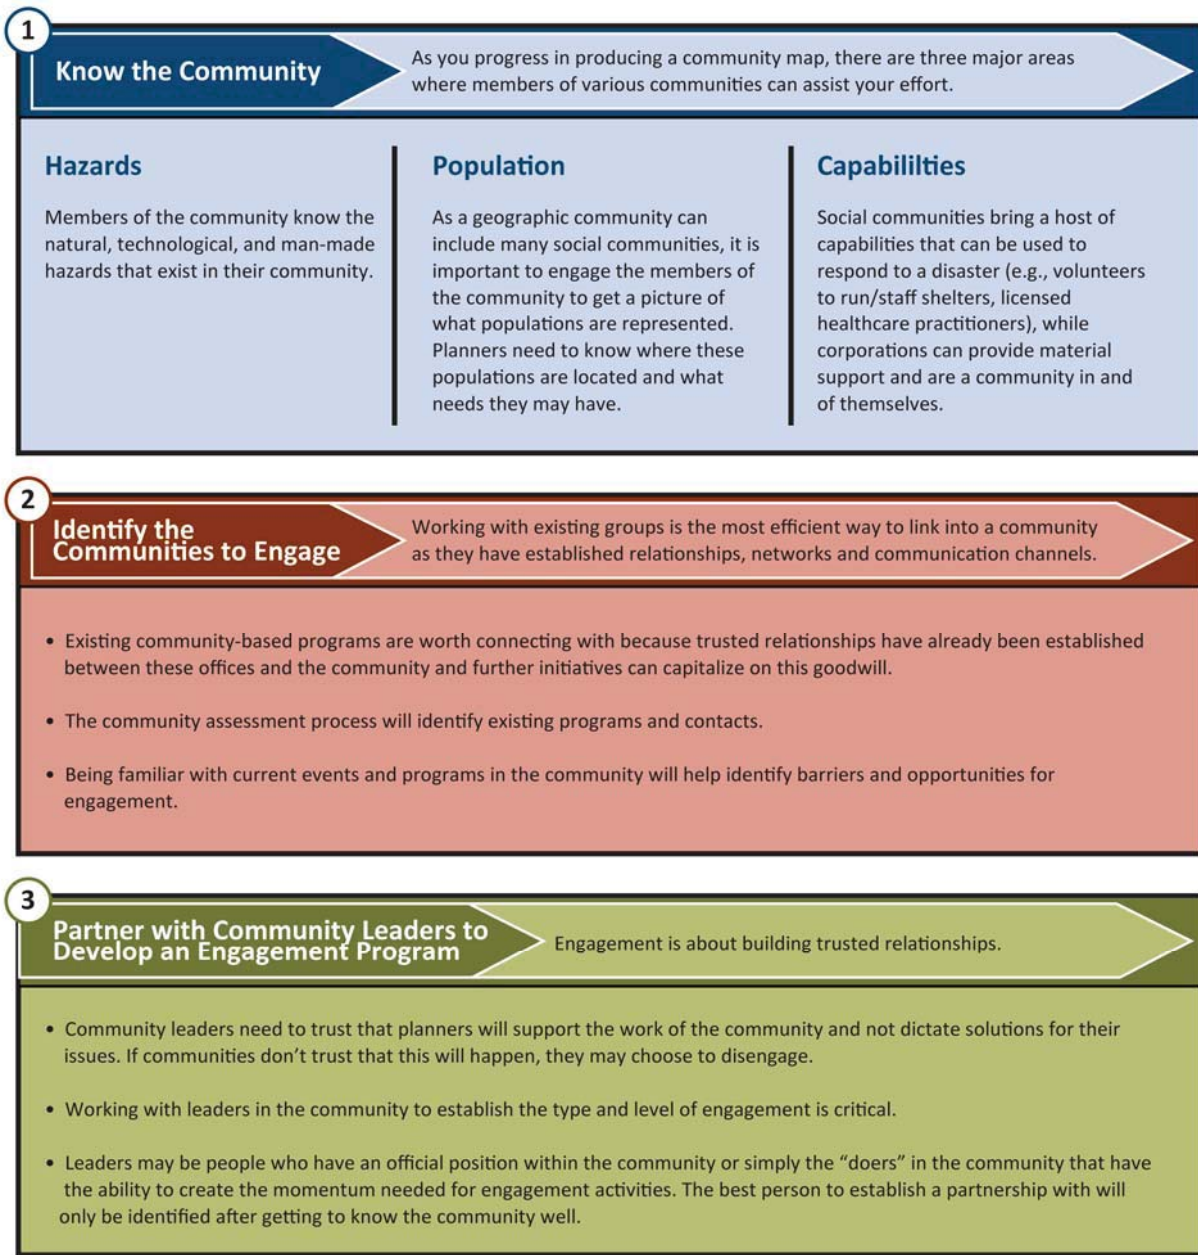 1
Know the Community
As you progress in producing a community map, there are three major areas
where members of various communities can assist your effort.
Hazards
Members of the community know the
natural, technological, and man-made
hazards that exist in their community.
Population
As a geographic community can
include many social communities, it is
important to engage the members of
the community to get a picture of
what populations are represented.
Planners need to know where these
populations are located and what
needs they may have.
Capabililties
Social communities bring a host of
capabilities that can be used to
respond to a disaster (e.g., volunteers
to run/staff shelters, licensed
healthcare practitioners), while
corporations can provide material
support and are a community in and
of themselves.
2
Identify the
Communities to Engage
Working with existing groups is the most efficient way to link into a community
as they have established relationships, networks and communication channels.
• Existing community-based programs are worth connecting with because trusted relationships have already been established
between these offices and the community and further initiatives can capitalize on this goodwill.
• The community assessment process will identify existing programs and contacts.
• Being familiar with current events and programs in the community will help identify barriers and opportunities for
engagement.
3
Partner with Community Leaders to
Develop an Engagement Program
Engagement is about building trusted relationships.
• Community leaders need to trust that planners will support the work of the community and not dictate solutions for their
issues. If communities don't trust that this will happen, they may choose to disengage.
• Working with leaders in the community to establish the type and level of engagement is critical.
• Leaders may be people who have an official position within the community or simply the “doers” in the community that have
the ability to create the momentum needed for engagement activities. The best person to establish a partnership with will
only be identified after getting to know the community well.